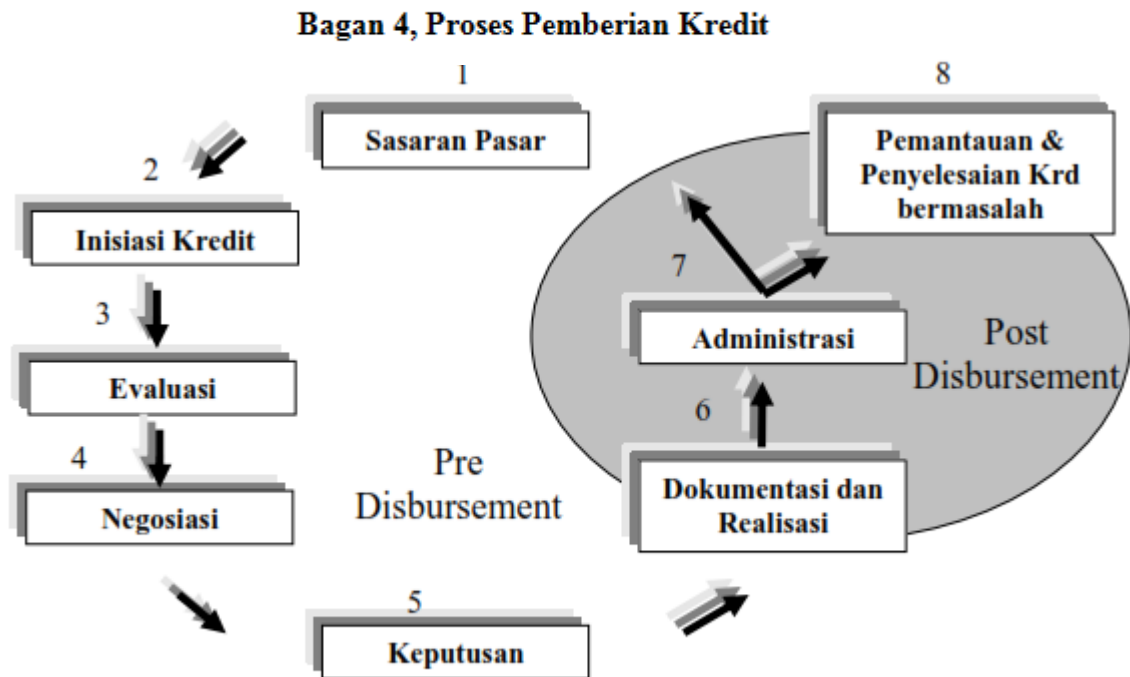 Bagan 4, Proses Pemberian Kredit
1
Sasaran Pasar
2
Inisiasi Kredit
3
Evaluasi
4
Negosiasi
Pre
Disbursement
5
Keputusan
6
Dokumentasi dan
Realisasi
7
Administrasi
8
Pemantauan &
Penyelesaian Krd
bermasalah
Post
Disbursement